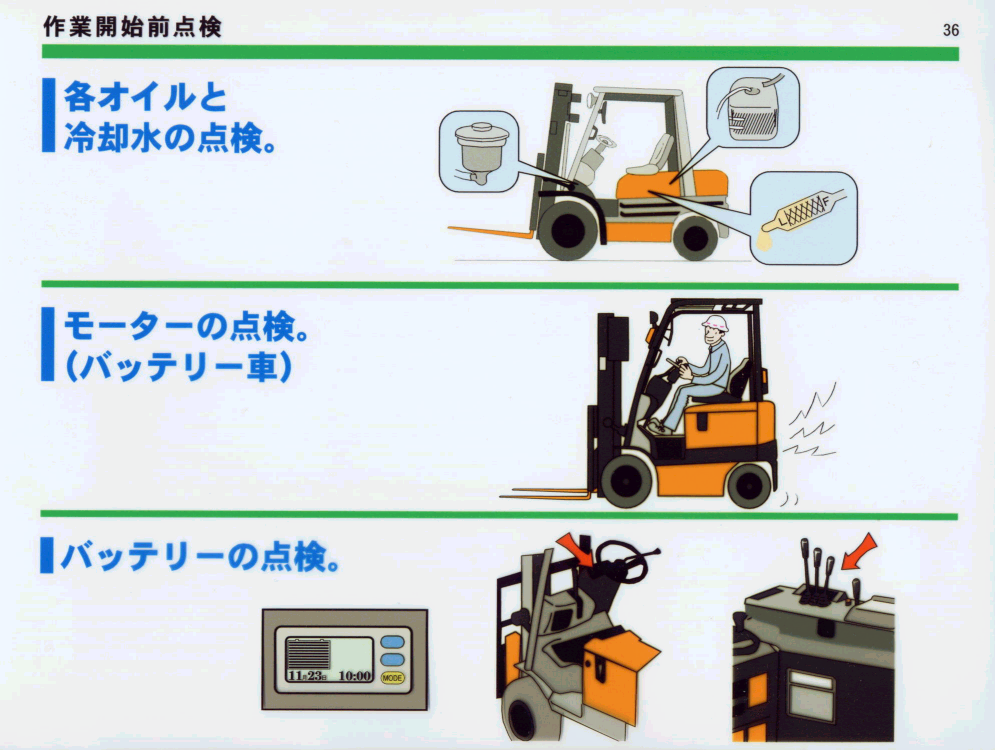 作業開始前点検
36
各オイルと
冷却水の点検。
L F
モーターの点検。
(バッテリー車)
バッテリーの点検。
11月23日 10:00
MODE